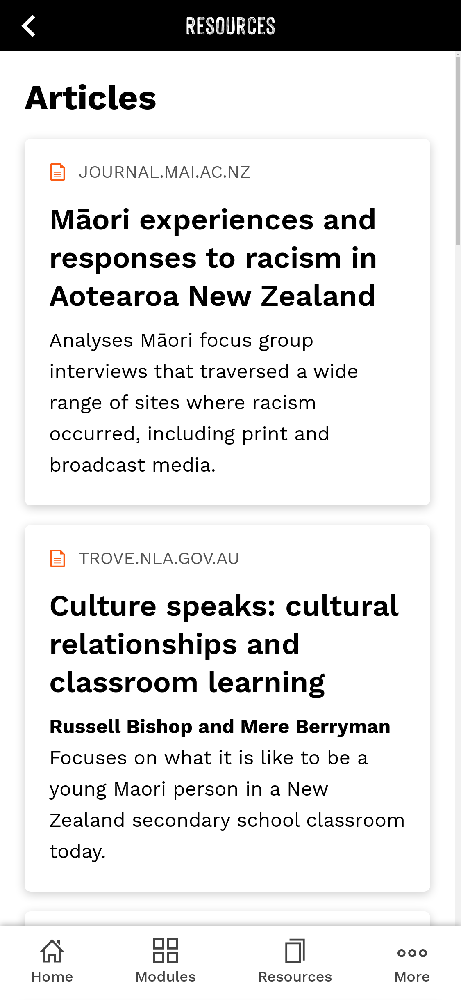 RESOURCES
Articles
JOURNAL.MAI.AC.NZ
Māori experiences and
responses to racism in
Aotearoa New Zealand
Analyses Māori focus group
interviews that traversed a wide
range of sites where racism
occurred, including print and
broadcast media.
TROVE.NLA.GOV.AU
Culture speaks: cultural
relationships and
classroom learning
Russell Bishop and Mere Berryman
Focuses on what it is like to be a
young Maori person in a New
Zealand secondary school classroom
today.
Home
Modules
Resources
More